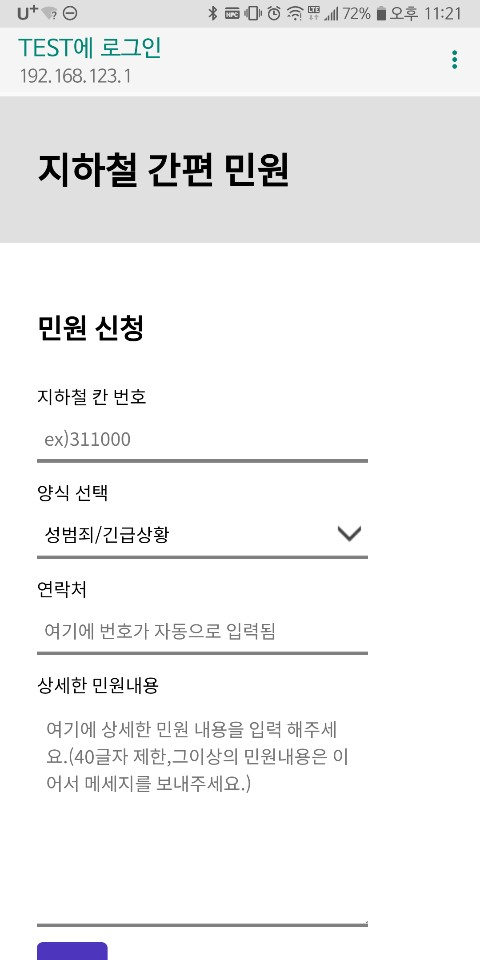 U+ 72% 오후 11:21
TEST에 로그인
192.168.123.1
지하철 간편 민원
민원 신청
지하철 칸 번호
ex)311000
양식 선택
성범죄/긴급상황
연락처
여기에 번호가 자동으로 입력됨
상세한 민원내용
여기에 상세한 민원 내용을 입력 해주세
요.(40글자 제한,그이상의 민원내용은 이
어서 메세지를 보내주세요.)